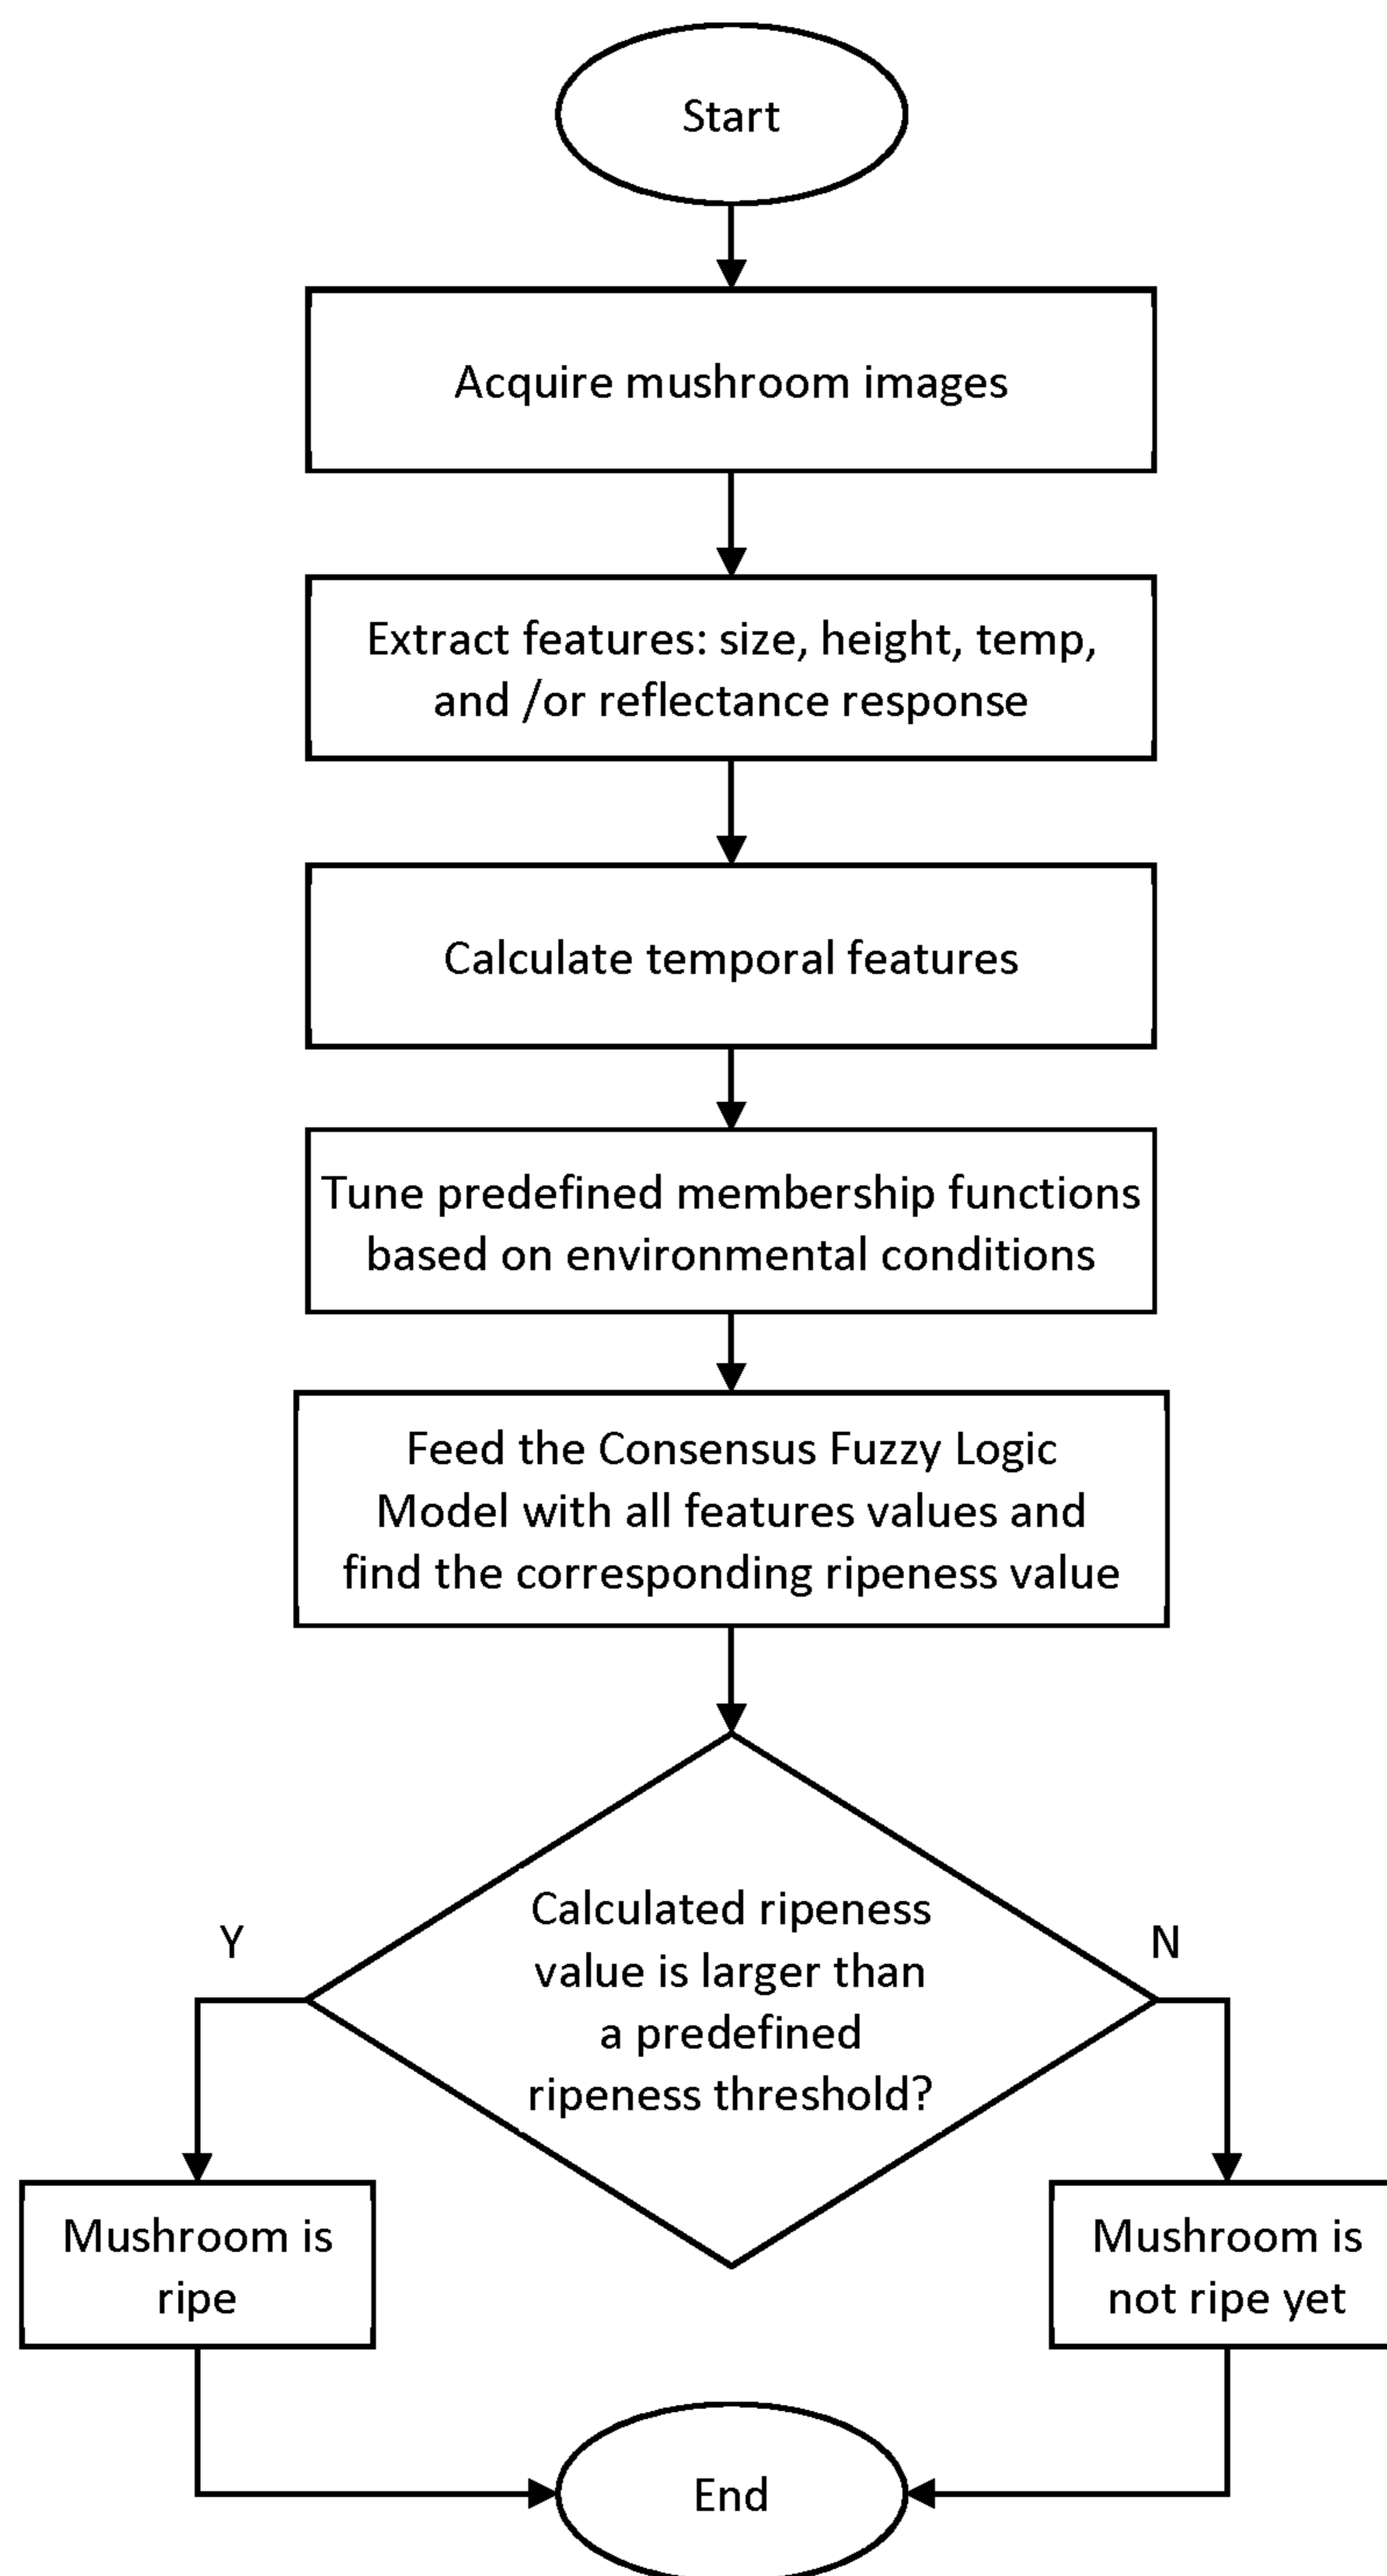 Start
Acquire mushroom images
Extract features: size, height, temp,
and /or reflectance response
Calculate temporal features
Tune predefined membership functions
based on environmental conditions
Feed the Consensus Fuzzy Logic
Model with all features values and
find the corresponding ripeness value
Calculated ripeness
value is larger than
a predefined
ripeness threshold?
Y
N
Mushroom is
ripe
Mushroom is
not ripe yet
End